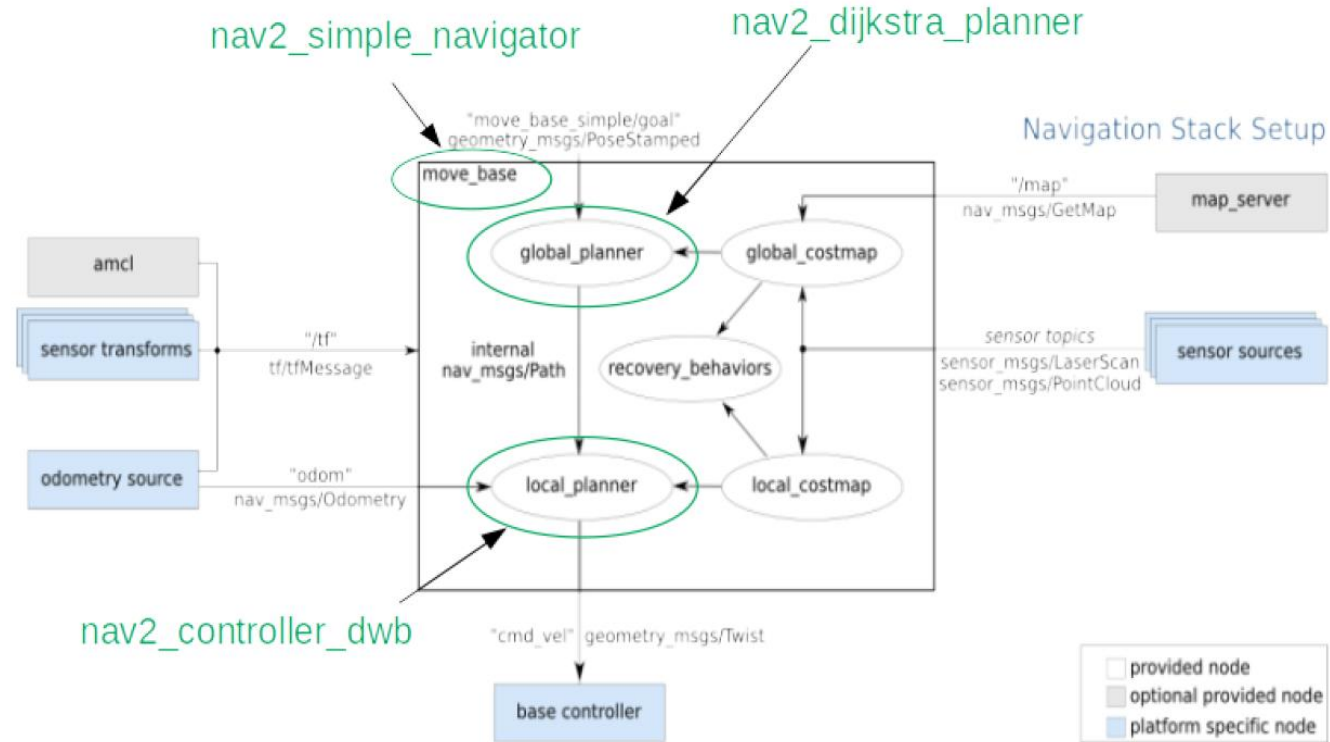 nav2_simple_navigator
nav2_dijkstra_planner
"move_base_simple/goal"
geometry_msgs/PoseStamped
Navigation Stack Setup
move_base
"/map"
nav_msgs/GetMap
map_server
global_planner
global_costmap
amcl
sensor transforms
"/tf"
tf/tfMessage
internal
nav_msgs/Path
recovery_behaviors
sensor topics
sensor_msgs/LaserScan
sensor_msgs/PointCloud
sensor sources
odometry source
"odom"
nav_msgs/Odometry
local_planner
local_costmap
nav2_controller_dwb
"cmd_vel" geometry_msgs/Twist
base controller
provided node
optional provided node
platform specific node